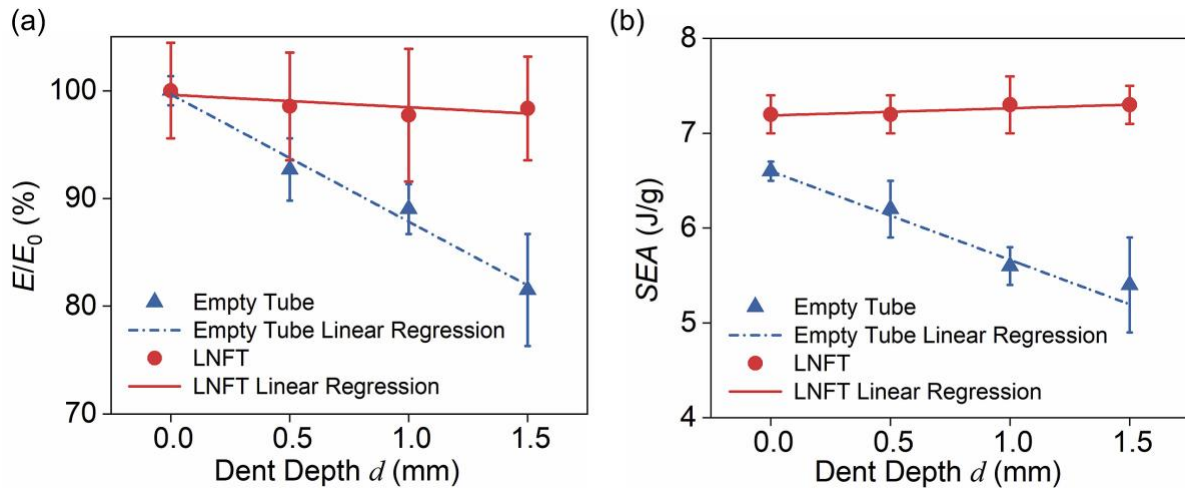 (a)
E/E₀ (%)
100
90
80
70
Empty Tube
Empty Tube Linear Regression
LNFT
LNFT Linear Regression
0.0 0.5 1.0 1.5
Dent Depth d (mm)
(b)
SEA (J/g)
8
7
6
5
4
Empty Tube
Empty Tube Linear Regression
LNFT
LNFT Linear Regression
0.0 0.5 1.0 1.5
Dent Depth d (mm)